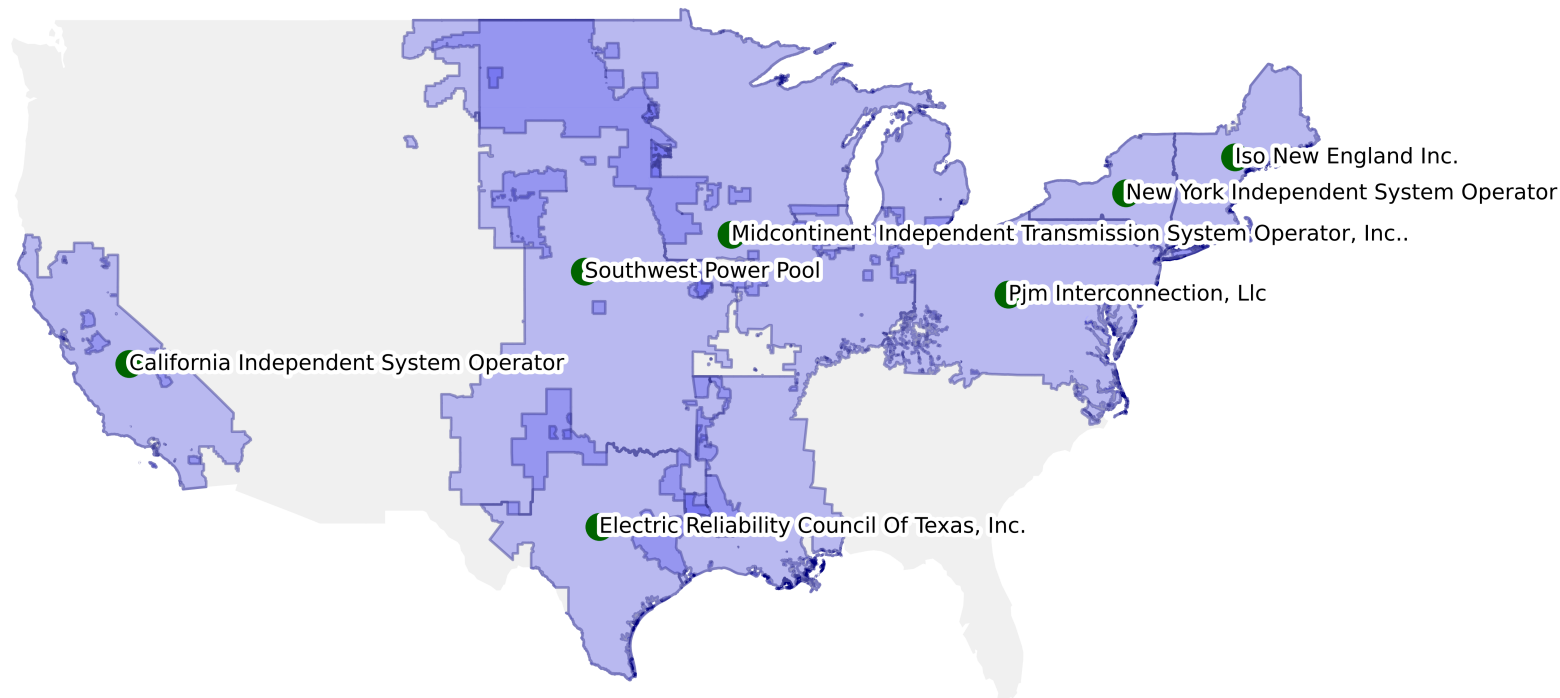 Iso New England Inc.
New York Independent System Operator
Midcontinent Independent Transmission System Operator, Inc..
Southwest Power Pool
Pjm Interconnection, Llc
California Independent System Operator
Electric Reliability Council Of Texas, Inc.